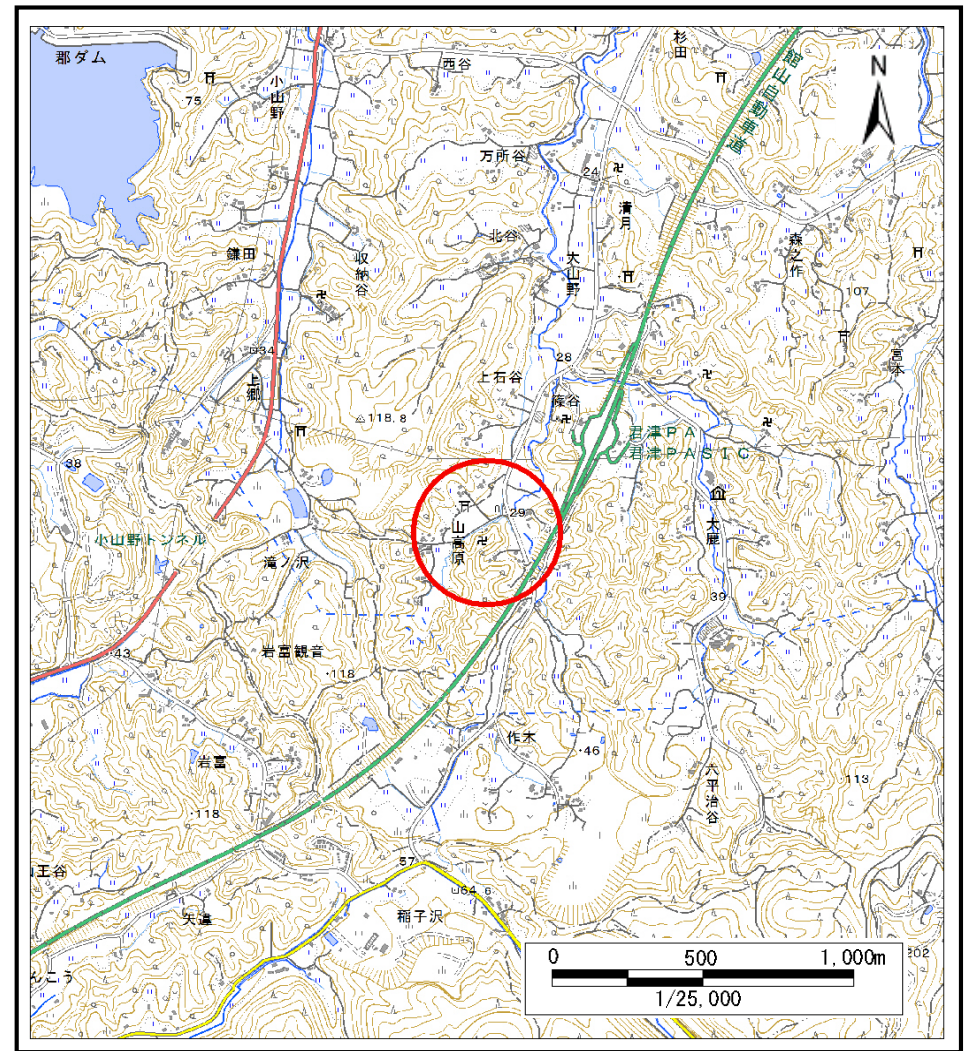 郡ダム
杉田
西谷
N
館山自動車道
小山野
75
万所谷
24
清月
北谷
大山野
森之作
鎌田
収納谷
107
宮本
34
28
上石谷
上郷
篠谷
118.8
君津PA
君津PASIC
38
29
山高原
大鹿
小山野トンネル
滝ノ沢
39
岩富観音
43
118
作木
46
岩富
六平治谷
113
118
57
64.6
王谷
矢違
稲子沢
202
んこう
0 500 1,000m
1/25,000